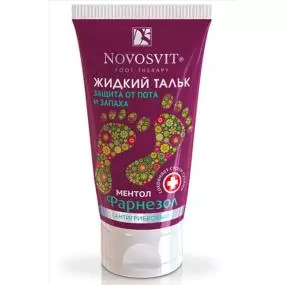 NOVOSVIT®
FOOT THERAPY
ЖИДКИЙ ТАЛЬК
ЗАЩИТА ОТ ПОТА
И ЗАПАХА
МЕНТОЛ
Фарнезол
АНТИГРИБКОВЫЙ